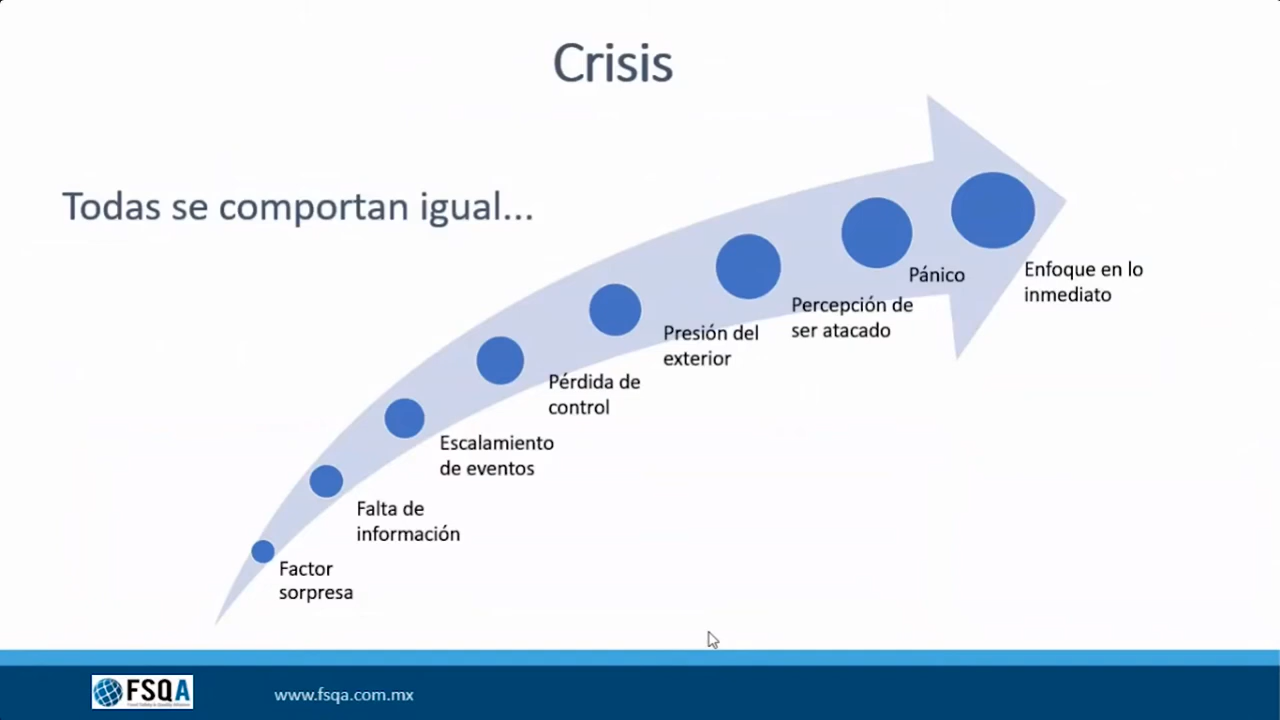 Crisis
Todas se comportan igual...
Factor
sorpresa
Falta de
información
Escalamiento
de eventos
Pérdida de
control
Presión del
exterior
Percepción de
ser atacado
Pánico
Enfoque en lo
inmediato
FSQA
www.fsqa.com.mx